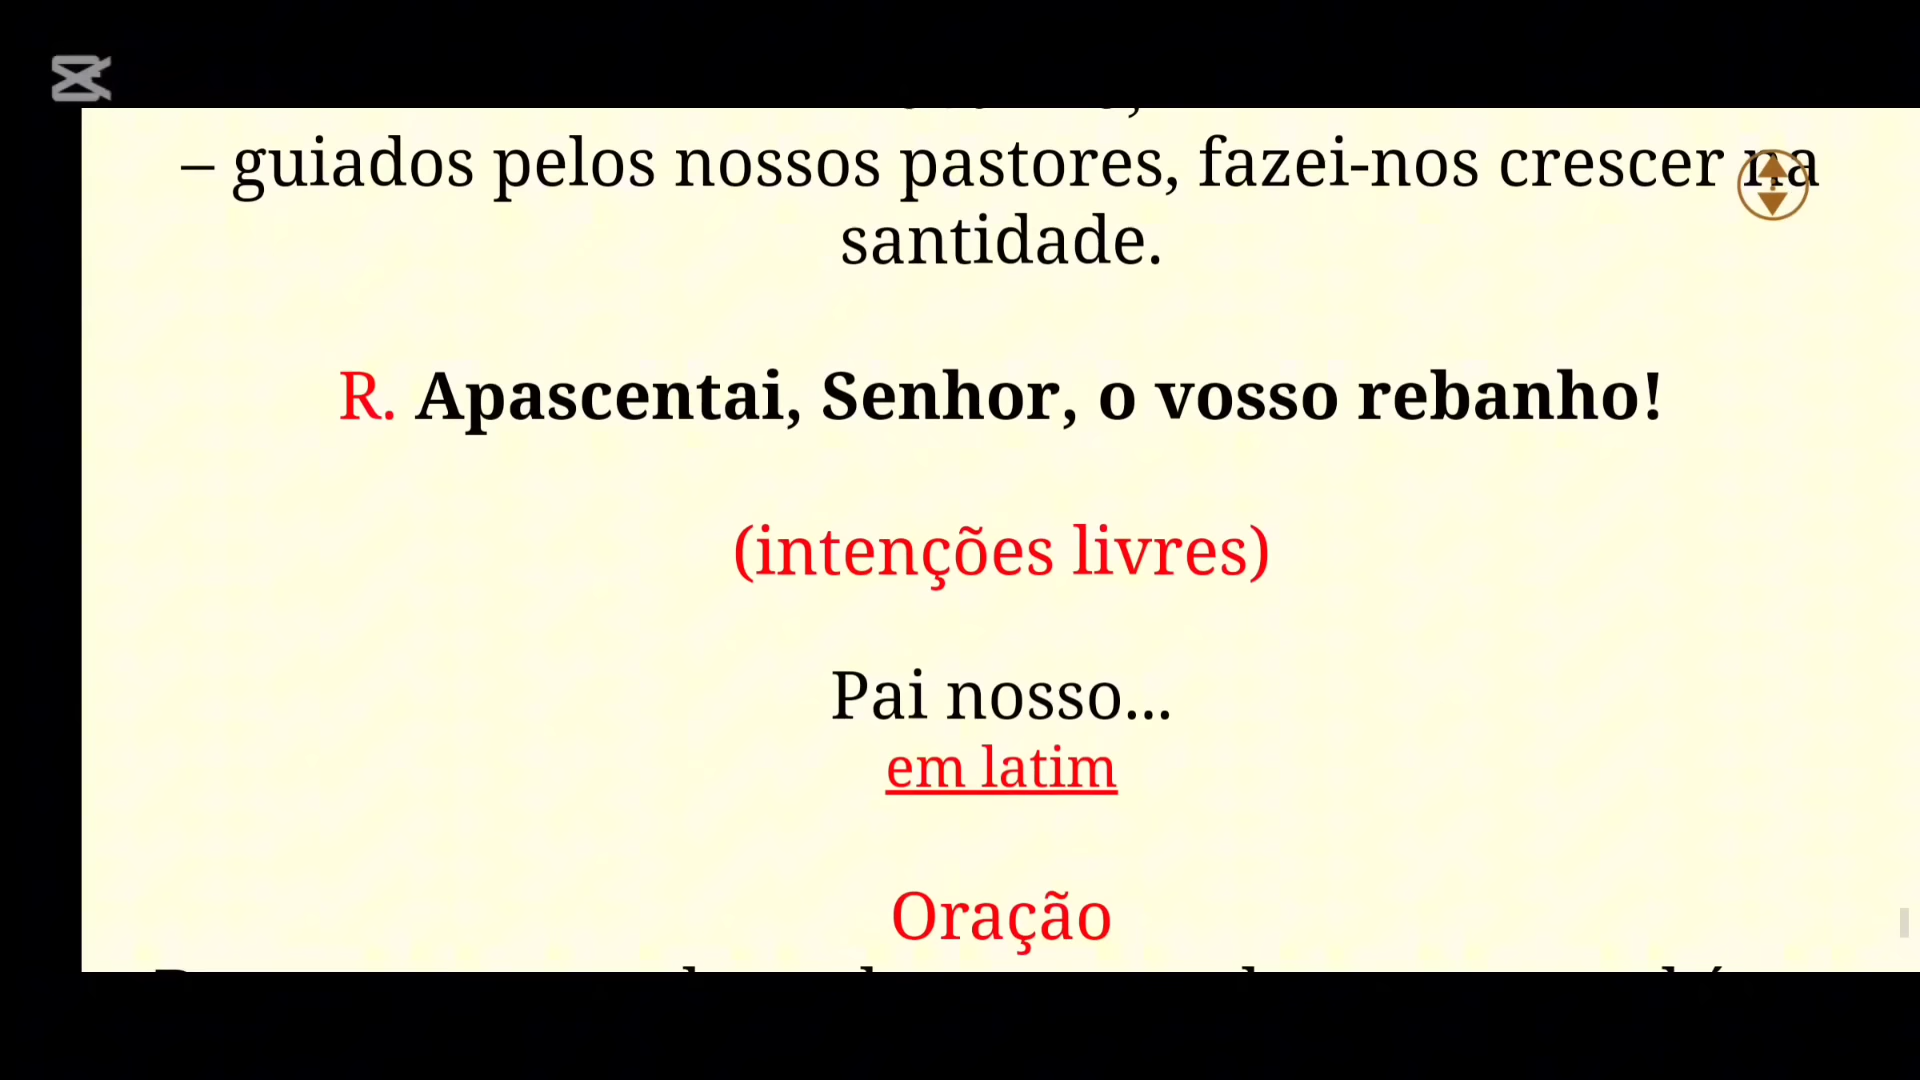 – guiados pelos nossos pastores, fazei-nos crescer na
santidade.
R. Apascentai, Senhor, o vosso rebanho!
(intenções livres)
Pai nosso...
em latim
Oração